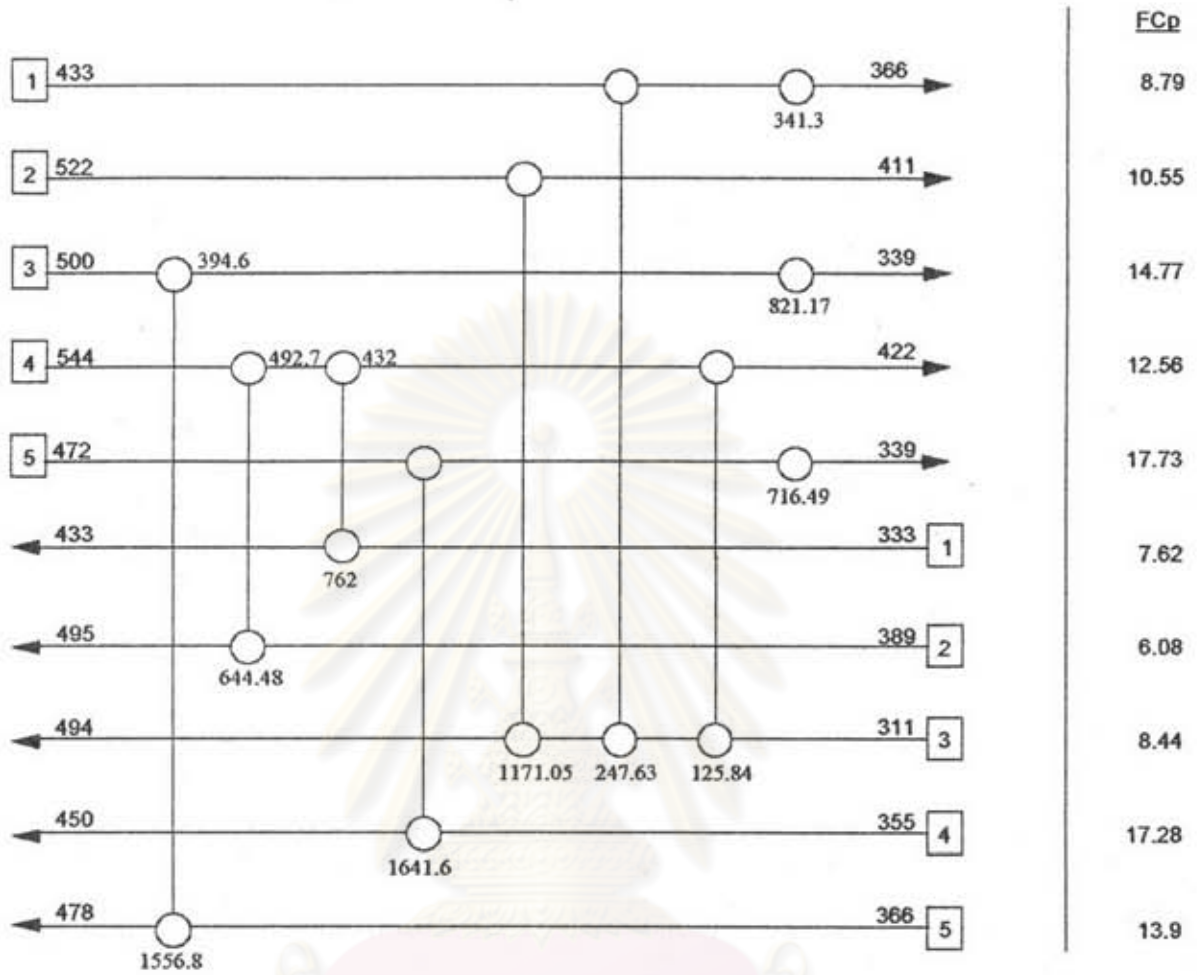 FCp
1 433 366 8.79
341.3
2 522 411 10.55
3 500 394.6 339 14.77
821.17
4 544 492.7 432 422 12.56
5 472 339 17.73
716.49
433 333 1 7.62
762
495 389 2 6.08
644.48
494 311 3 8.44
1171.05 247.63 125.84
450 355 4 17.28
1641.6
478 366 5 13.9
1556.8